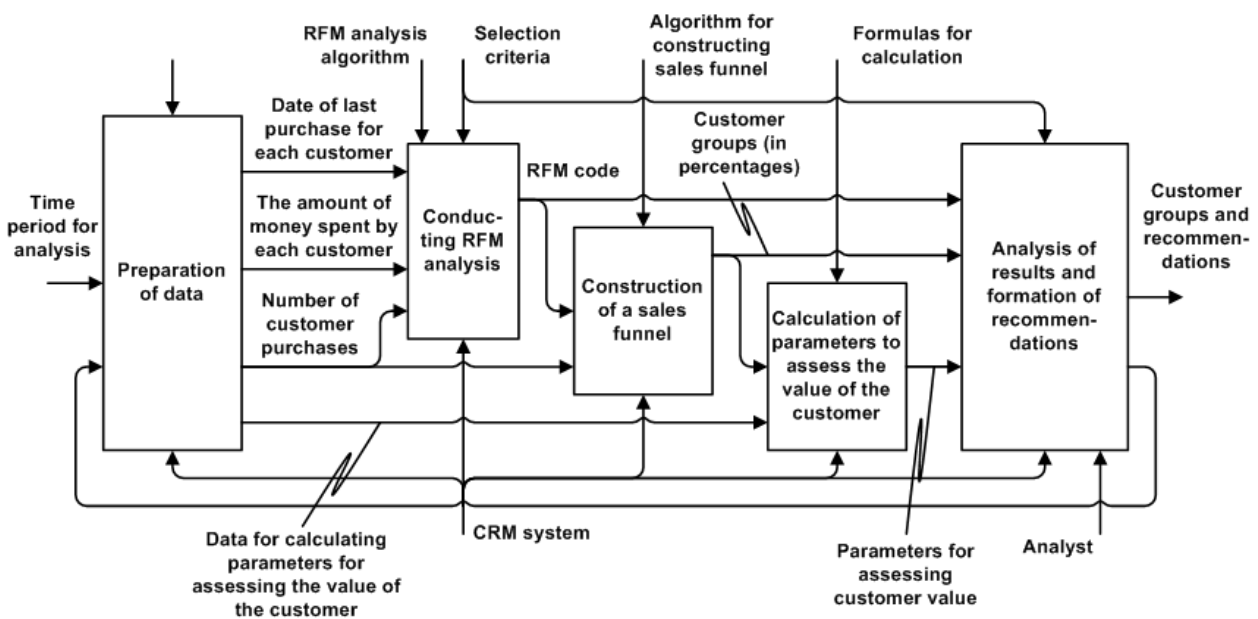 RFM analysis
algorithm
Selection
criteria
Algorithm for
constructing
sales funnel
Formulas for
calculation
Date of last
purchase for
each customer
Customer
groups (in
percentages)
RFM code
Time
period for
analysis
The amount of
money spent by
each customer
Conduc-
ting RFM
analysis
Customer
groups and
recommen-
dations
Preparation
of data
Analysis of
results and
formation of
recommen-
dations
Number of
customer
purchases
Construction
of a sales
funnel
Calculation of
parameters to
assess the
value of the
customer
CRM system
Data for calculating
parameters for
assessing the value of
the customer
Parameters for
assessing
customer value
Analyst